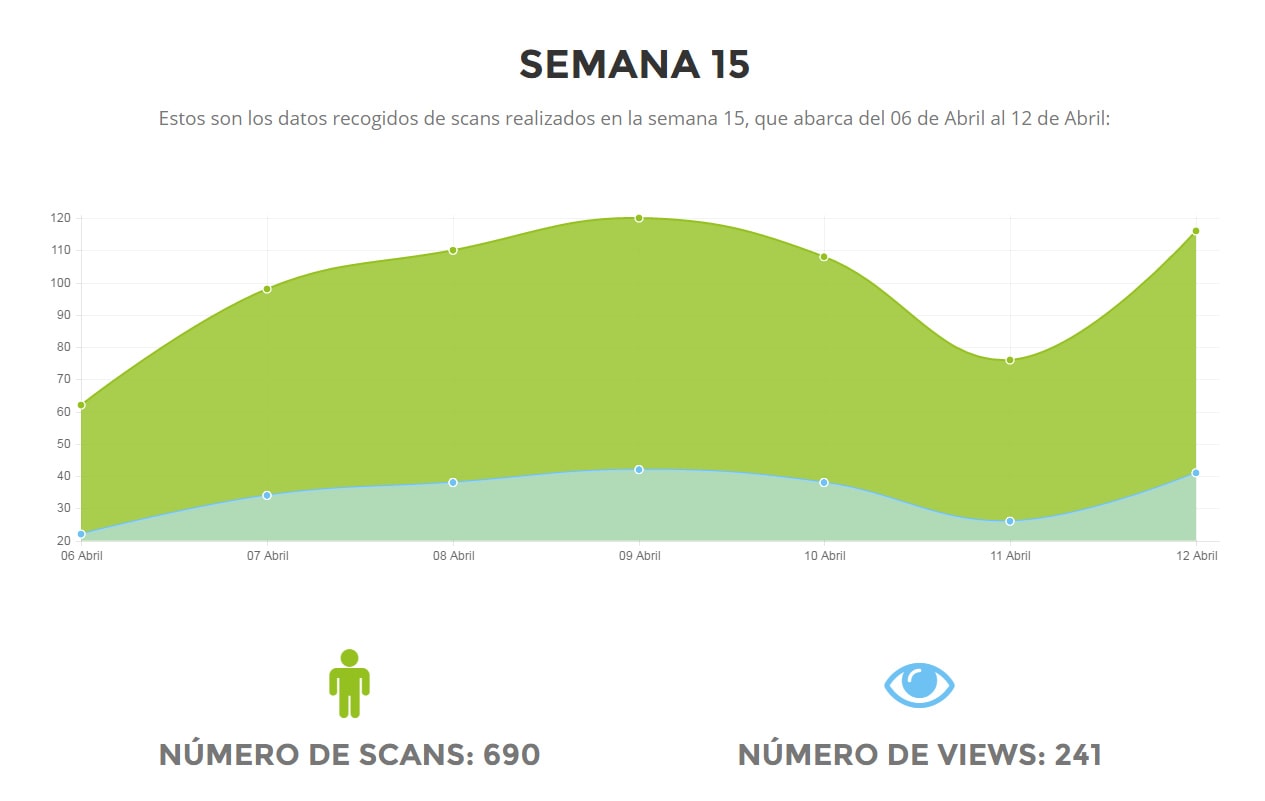 SEMANA 15
Estos son los datos recogidos de scans realizados en la semana 15, que abarca del 06 de Abril al 12 de Abril:
120
110
100
90
80
70
60
50
40
30
20
06 Abril 07 Abril 08 Abril 09 Abril 10 Abril 11 Abril 12 Abril
NÚMERO DE SCANS: 690 NÚMERO DE VIEWS: 241